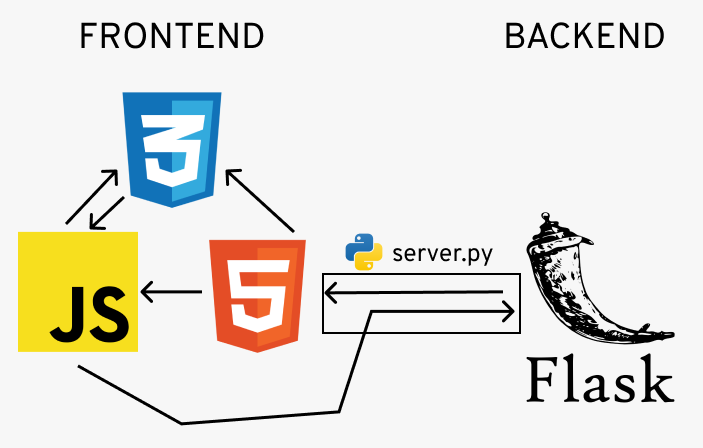 FRONTEND
BACKEND
3
JS
5
server.py
Flask